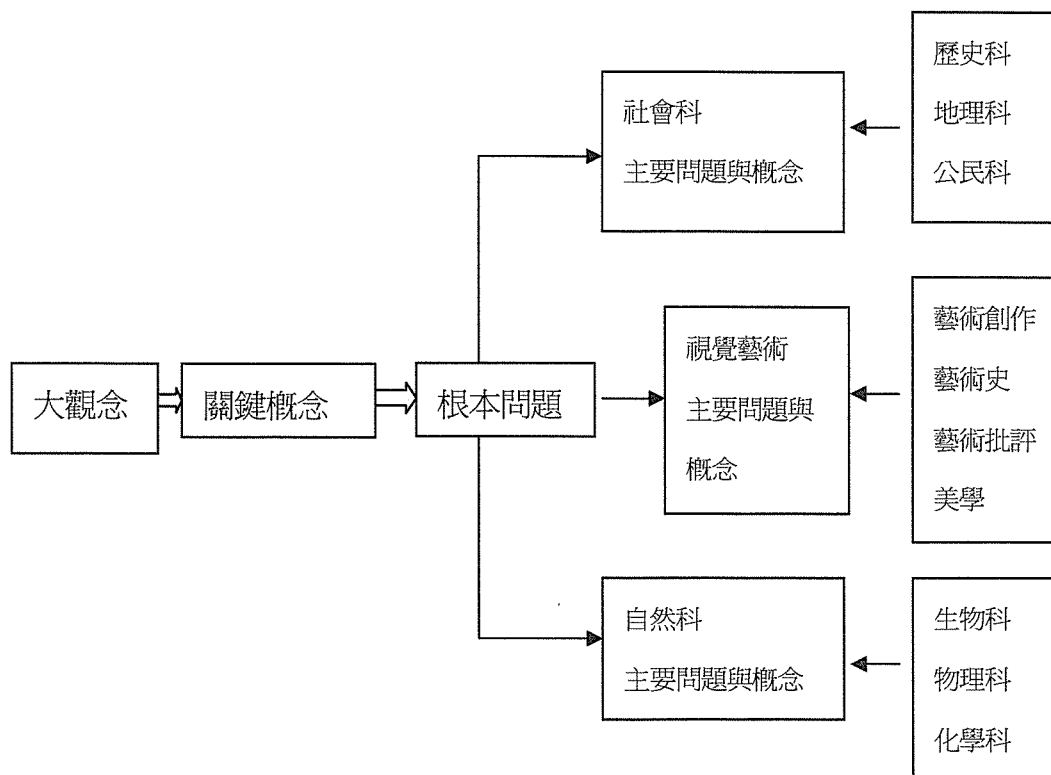 大觀念
關鍵概念
根本問題
社會科
主要問題與概念
歷史科
地理科
公民科
視覺藝術
主要問題與
概念
藝術創作
藝術史
藝術批評
美學
自然科
主要問題與概念
生物科
物理科
化學科